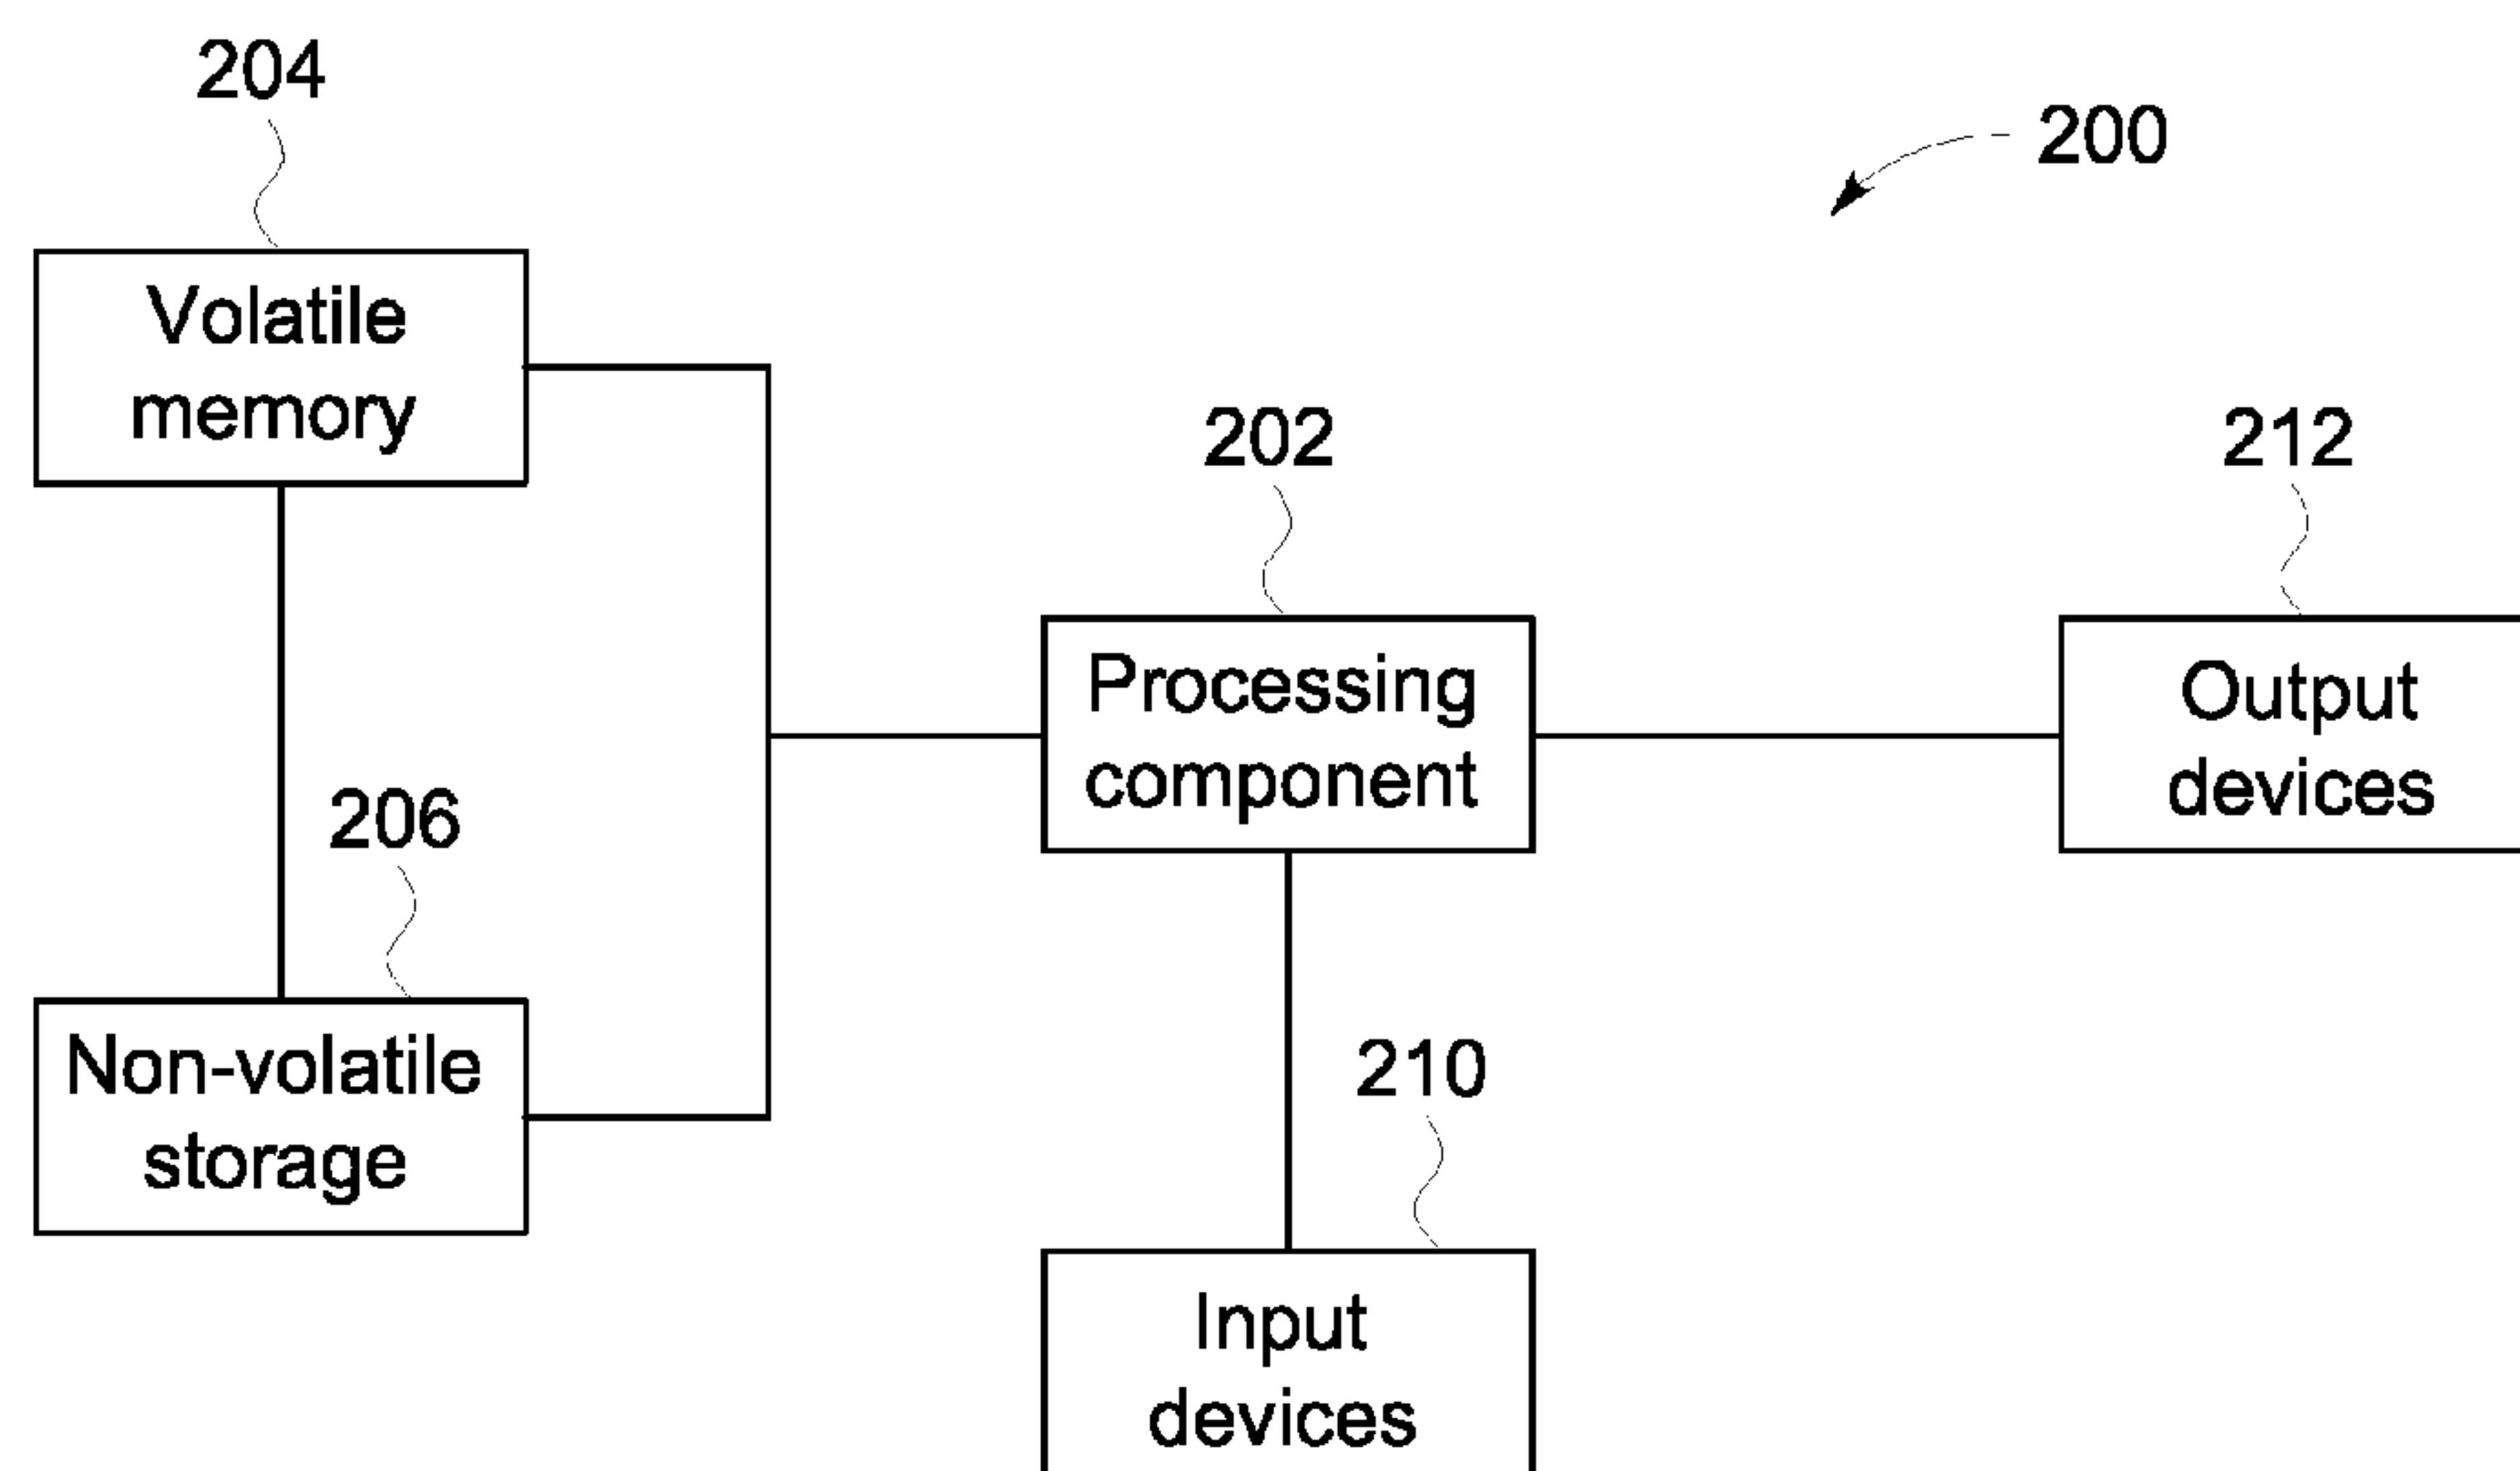 204
200
Volatile
memory
202
212
Processing
component
Output
devices
206
Non-volatile
storage
210
Input
devices